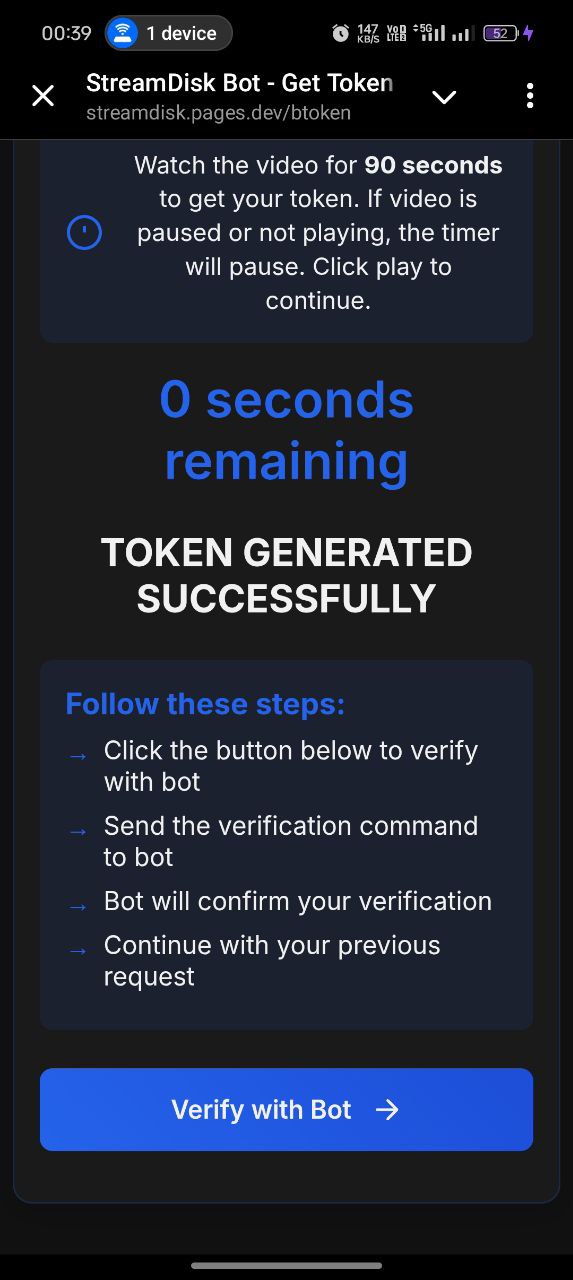 00:39 1 device 147 KB/S VoD LTE2 5G 52
StreamDisk Bot - Get Token
streamdisk.pages.dev/btoken
Watch the video for 90 seconds
to get your token. If video is
paused or not playing, the timer
will pause. Click play to
continue.
0 seconds
remaining
TOKEN GENERATED
SUCCESSFULLY
Follow these steps:
→ Click the button below to verify
with bot
→ Send the verification command
to bot
→ Bot will confirm your verification
→ Continue with your previous
request
Verify with Bot →